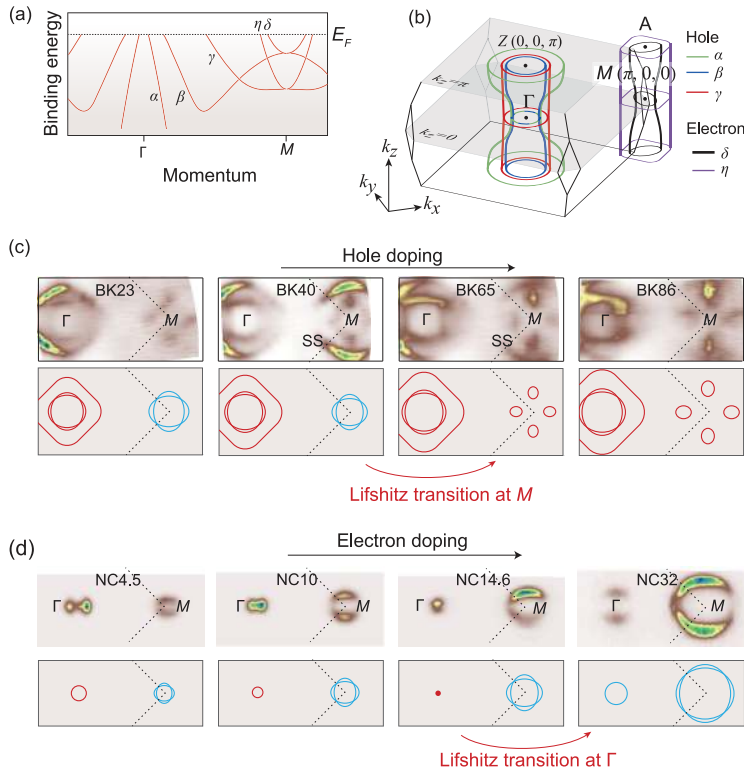 (a)
η δ
E_F
Binding energy
γ
α
β
Γ
M
Momentum
(b)
A
Z (0, 0, π)
M (π, 0, 0)
k_z=π
Γ
k_z=0
k_z
k_y
k_x
Hole
α
β
γ
Electron
δ
η
(c)
Hole doping
BK23
Γ
M
BK40
Γ
M
SS
BK65
Γ
M
SS
BK86
Γ
M
Lifshitz transition at M
(d)
Electron doping
NC4.5
Γ
M
NC10
Γ
M
NC14.6
Γ
M
NC32
Γ
M
Lifshitz transition at Γ